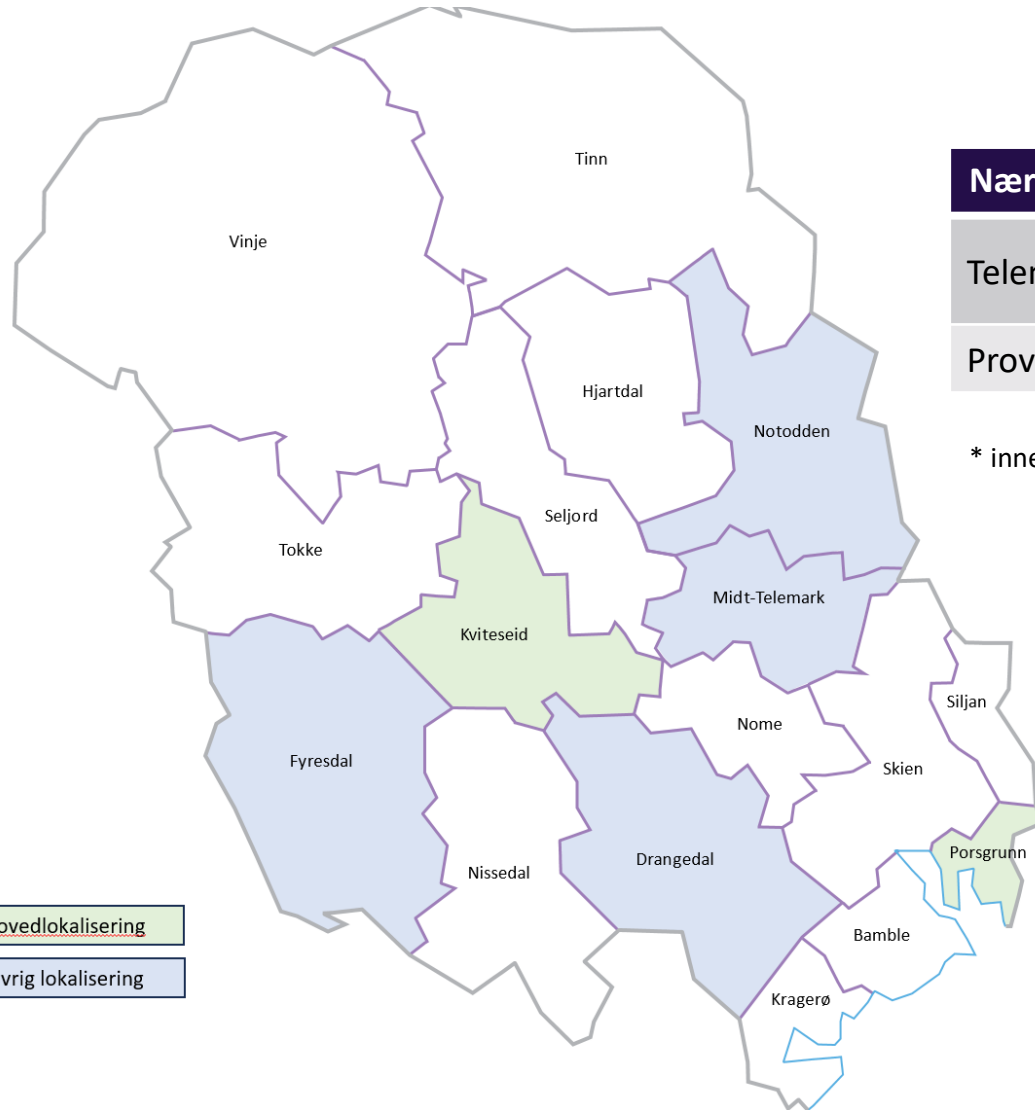 Tinn
Vinje
Nær
Teler
Prov
* inne
Hjartdal
Notodden
Seljord
Tokke
Midt-Telemark
Kviteseid
Siljan
Nome
Fyresdal
Skien
Porsgrunn
Drangedal
Nissedal
ovedlokalisering
Bamble
vrig lokalisering
Kragerø